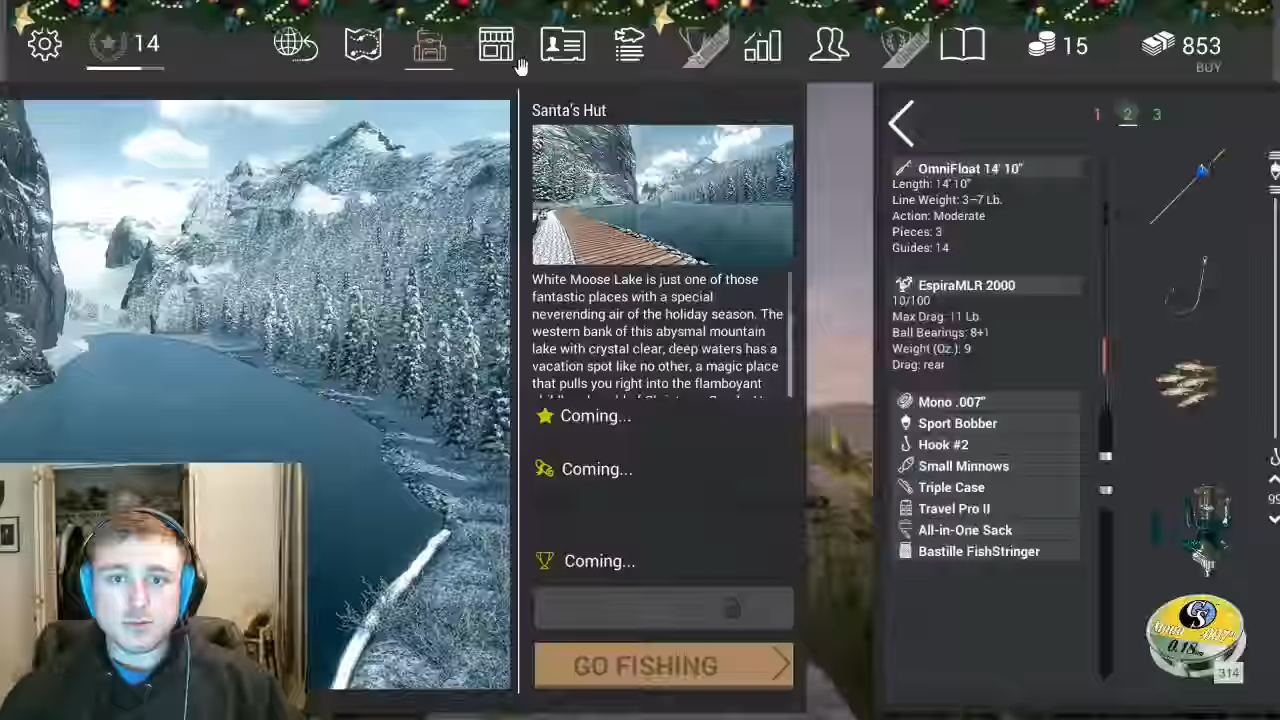 14
15
853
BUY
Santa's Hut
White Moose Lake is just one of those
fantastic places with a special
neverending air of the holiday season. The
western bank of this abysmal mountain
lake with crystal clear, deep waters has a
vacation spot like no other, a magic place
that pulls you right into the flamboyant
Coming...
Coming...
Coming...
GO FISHING
1 2 3
OmniFloat 14' 10"
Length: 14' 10"
Line Weight: 3–7 Lb.
Action: Moderate
Pieces: 3
Guides: 14
EspiraMLR 2000
10/100
Max Drag: 11 Lb.
Ball Bearings: 8+1
Weight (Oz.): 9
Drag: rear
Mono .007"
Sport Bobber
Hook #2
Small Minnows
Triple Case
Travel Pro II
All-in-One Sack
Bastille FishStringer
0.18
314